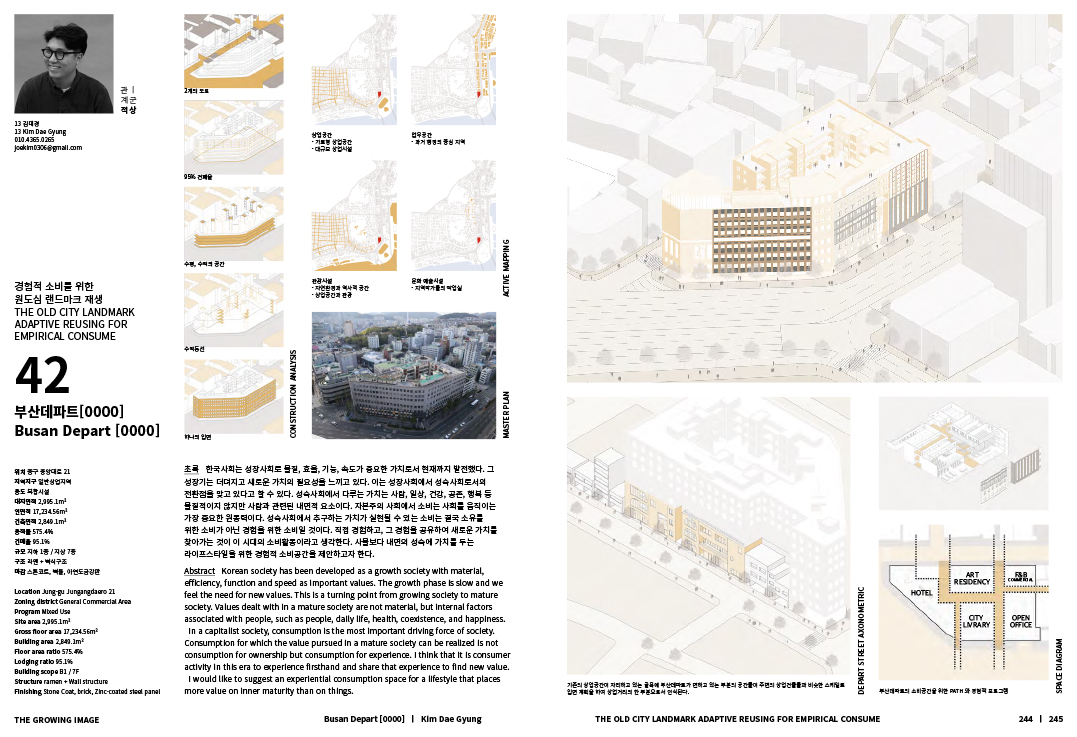 관ㅣ
계군
적상
13 김대경
13 Kim Dae Gyung
010.4365.0265
joekim0306@gmail.com
경험적 소비를 위한
원도심 랜드마크 재생
THE OLD CITY LANDMARK
ADAPTIVE REUSING FOR
EMPIRICAL CONSUME
42
부산데파트[0000]
Busan Depart [0000]
위치 중구 중앙대로 21
지역지구 일반상업지역
용도 복합시설
대지면적 2,995.1m²
연면적 17,234.56m²
건축면적 2,849.1m²
용적률 575.4%
건폐율 95.1%
규모 지하 1층 / 지상 7층
구조 라멘 + 벽식구조
마감 스톤코트, 벽돌, 아연도금강판
Location Jung-gu Jungangdaero 21
Zoning district General Commercial Area
Program Mixed Use
Site area 2,995.1m²
Gross floor area 17,234.56m²
Building area 2,849.1m²
Floor area ratio 575.4%
Lodging ratio 95.1%
Building scope B1 / 7F
Structure ramen + Wall structure
Finishing Stone Coat, brick, Zinc-coated steel panel
2개의 도로
95% 건폐율
수평, 수직의 공간
수직동선
하나의 입면
CONSTRUCTION ANALYSIS
상업공간
- 가로형 상업공간
- 대규모 상업시설
업무공간
- 과거 행정의 중심 지역
관광시설
- 자연환경과 역사적 공간
- 상업공간과 관광
문화 예술시설
- 지역작가들의 작업실
ACTIVE MAPPING
MASTER PLAN
초록 한국사회는 성장사회로 물질, 효율, 기능, 속도가 중요한 가치로서 현재까지 발전했다. 그
성장기는 더뎌지고 새로운 가치의 필요성을 느끼고 있다. 이는 성장사회에서 성숙사회로서의
전환점을 맞고 있다고 할 수 있다. 성숙사회에서 다루는 가치는 사람, 일상, 건강, 공존, 행복 등
물질적이지 않지만 사람과 관련된 내면적 요소이다. 자본주의 사회에서 소비는 사회를 움직이는
가장 중요한 원동력이다. 성숙사회에서 추구하는 가치가 실현될 수 있는 소비는 결국 소유를
위한 소비가 아닌 경험을 위한 소비일 것이다. 직접 경험하고, 그 경험을 공유하여 새로운 가치를
찾아가는 것이 이 시대의 소비활동이라고 생각한다. 사물보다 내면의 성숙에 가치를 두는
라이프스타일을 위한 경험적 소비공간을 제안하고자 한다.
Abstract Korean society has been developed as a growth society with material,
efficiency, function and speed as important values. The growth phase is slow and we
feel the need for new values. This is a turning point from growing society to mature
society. Values dealt with in a mature society are not material, but internal factors
associated with people, such as people, daily life, health, coexistence, and happiness.
In a capitalist society, consumption is the most important driving force of society.
Consumption for which the value pursued in a mature society can be realized is not
consumption for ownership but consumption for experience. I think that it is consumer
activity in this era to experience firsthand and share that experience to find new value.
I would like to suggest an experiential consumption space for a lifestyle that places
more value on inner maturity than on things.
THE GROWING IMAGE
Busan Depart [0000] | Kim Dae Gyung
DEPART STREET AXONOMETRIC
기존의 상업공간이 자리하고 있는 골목에 부산데파트가 면하고 있는 부분의 공간들이 주변의 상업건물들과 비슷한 스케일로
입면 계획을 하여 상업거리의 한 부분으로서 인식된다.
HOTEL
ART
RESIDENCY
F&B
COMMERCIAL
CITY
LIVRARY
OPEN
OFFICE
SPACE DIAGRAM
부산데파트의 소비공간을 위한 PATH 와 경험적 프로그램
THE OLD CITY LANDMARK ADAPTIVE REUSING FOR EMPIRICAL CONSUME
244 | 245